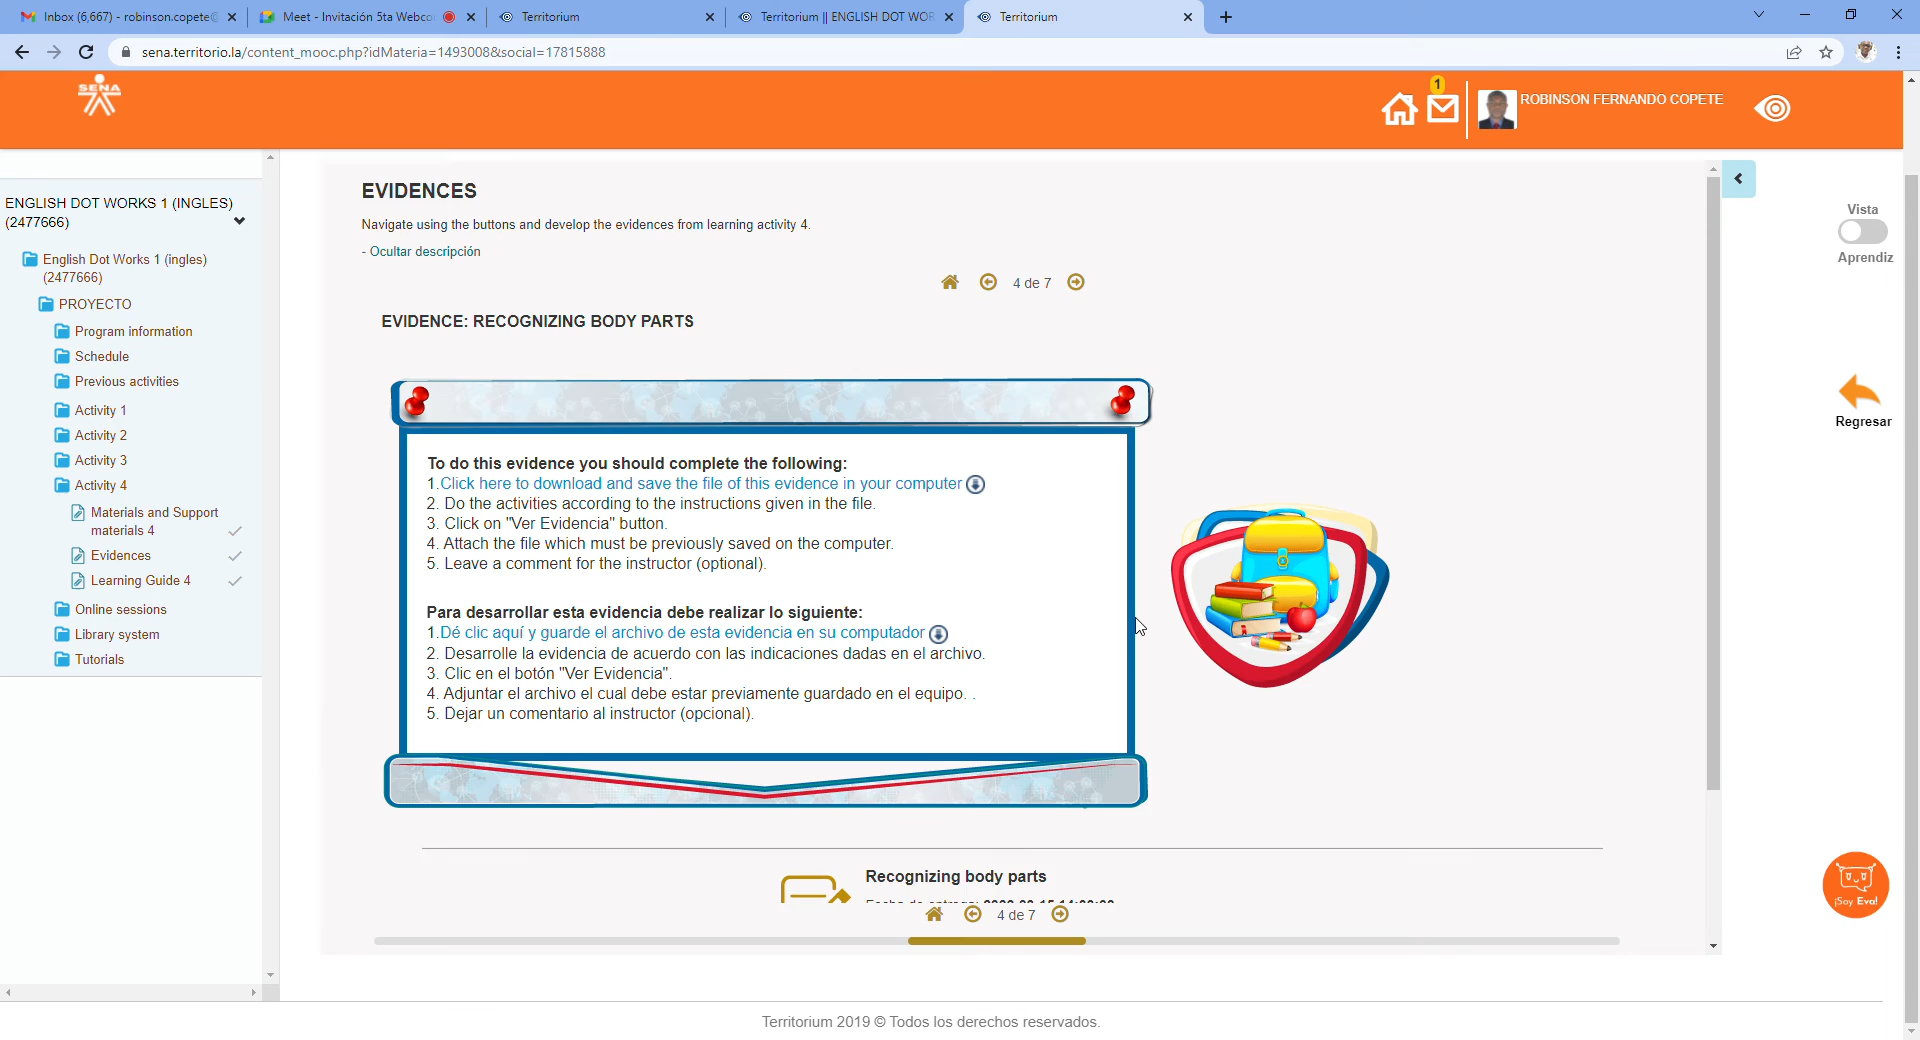 Inbox (6,667) - robinson.copete@
Meet - Invitación 5ta Webco
Territorium
Territorium || ENGLISH DOT WOR
Territorium
sena.territorio.la/content_mooc.php?idMateria=1493008&social=17815888
SENA
1
ROBINSON FERNANDO COPETE
ENGLISH DOT WORKS 1 (INGLES)
(2477666)
English Dot Works 1 (ingles)
(2477666)
PROYECTO
Program information
Schedule
Previous activities
Activity 1
Activity 2
Activity 3
Activity 4
Materials and Support
materials 4
Evidences
Learning Guide 4
Online sessions
Library system
Tutorials
EVIDENCES
Navigate using the buttons and develop the evidences from learning activity 4.
- Ocultar descripción
4 de 7
EVIDENCE: RECOGNIZING BODY PARTS
To do this evidence you should complete the following:
1.Click here to download and save the file of this evidence in your computer
2. Do the activities according to the instructions given in the file.
3. Click on "Ver Evidencia" button.
4. Attach the file which must be previously saved on the computer.
5. Leave a comment for the instructor (optional).
Para desarrollar esta evidencia debe realizar lo siguiente:
1.Dé clic aquí y guarde el archivo de esta evidencia en su computador
2. Desarrolle la evidencia de acuerdo con las indicaciones dadas en el archivo.
3. Clic en el botón "Ver Evidencia".
4. Adjuntar el archivo el cual debe estar previamente guardado en el equipo. .
5. Dejar un comentario al instructor (opcional).
Recognizing body parts
4 de 7
Vista
Aprendiz
Regresar
¡Soy Eva!
Territorium 2019 © Todos los derechos reservados.